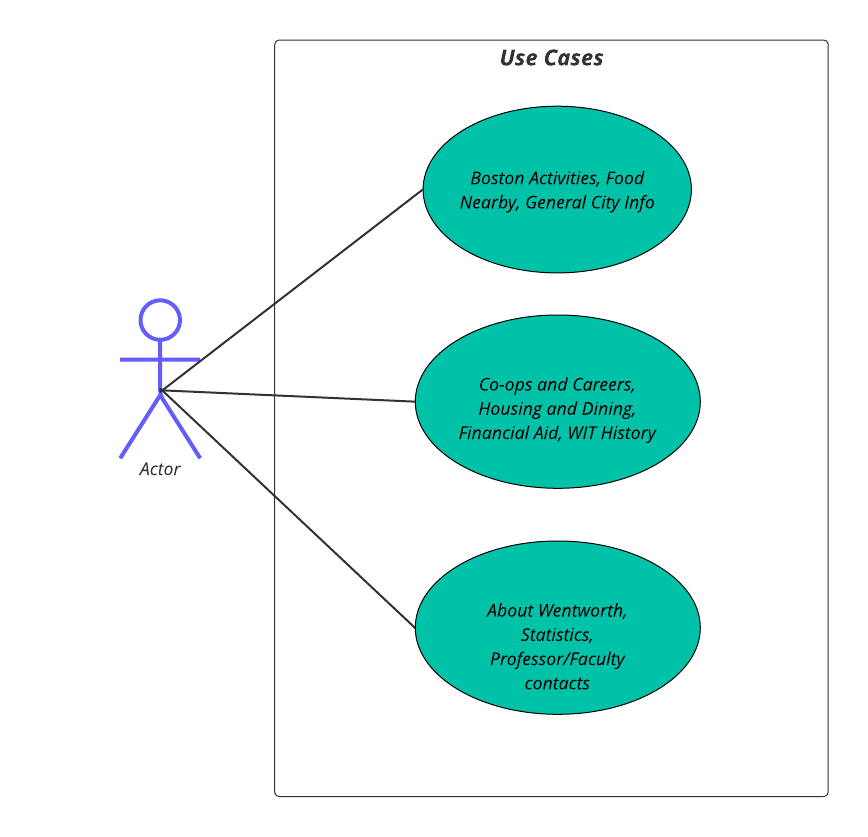 Use Cases
Boston Activities, Food
Nearby, General City Info
Co-ops and Careers,
Housing and Dining,
Financial Aid, WIT History
Actor
About Wentworth,
Statistics,
Professor/Faculty
contacts